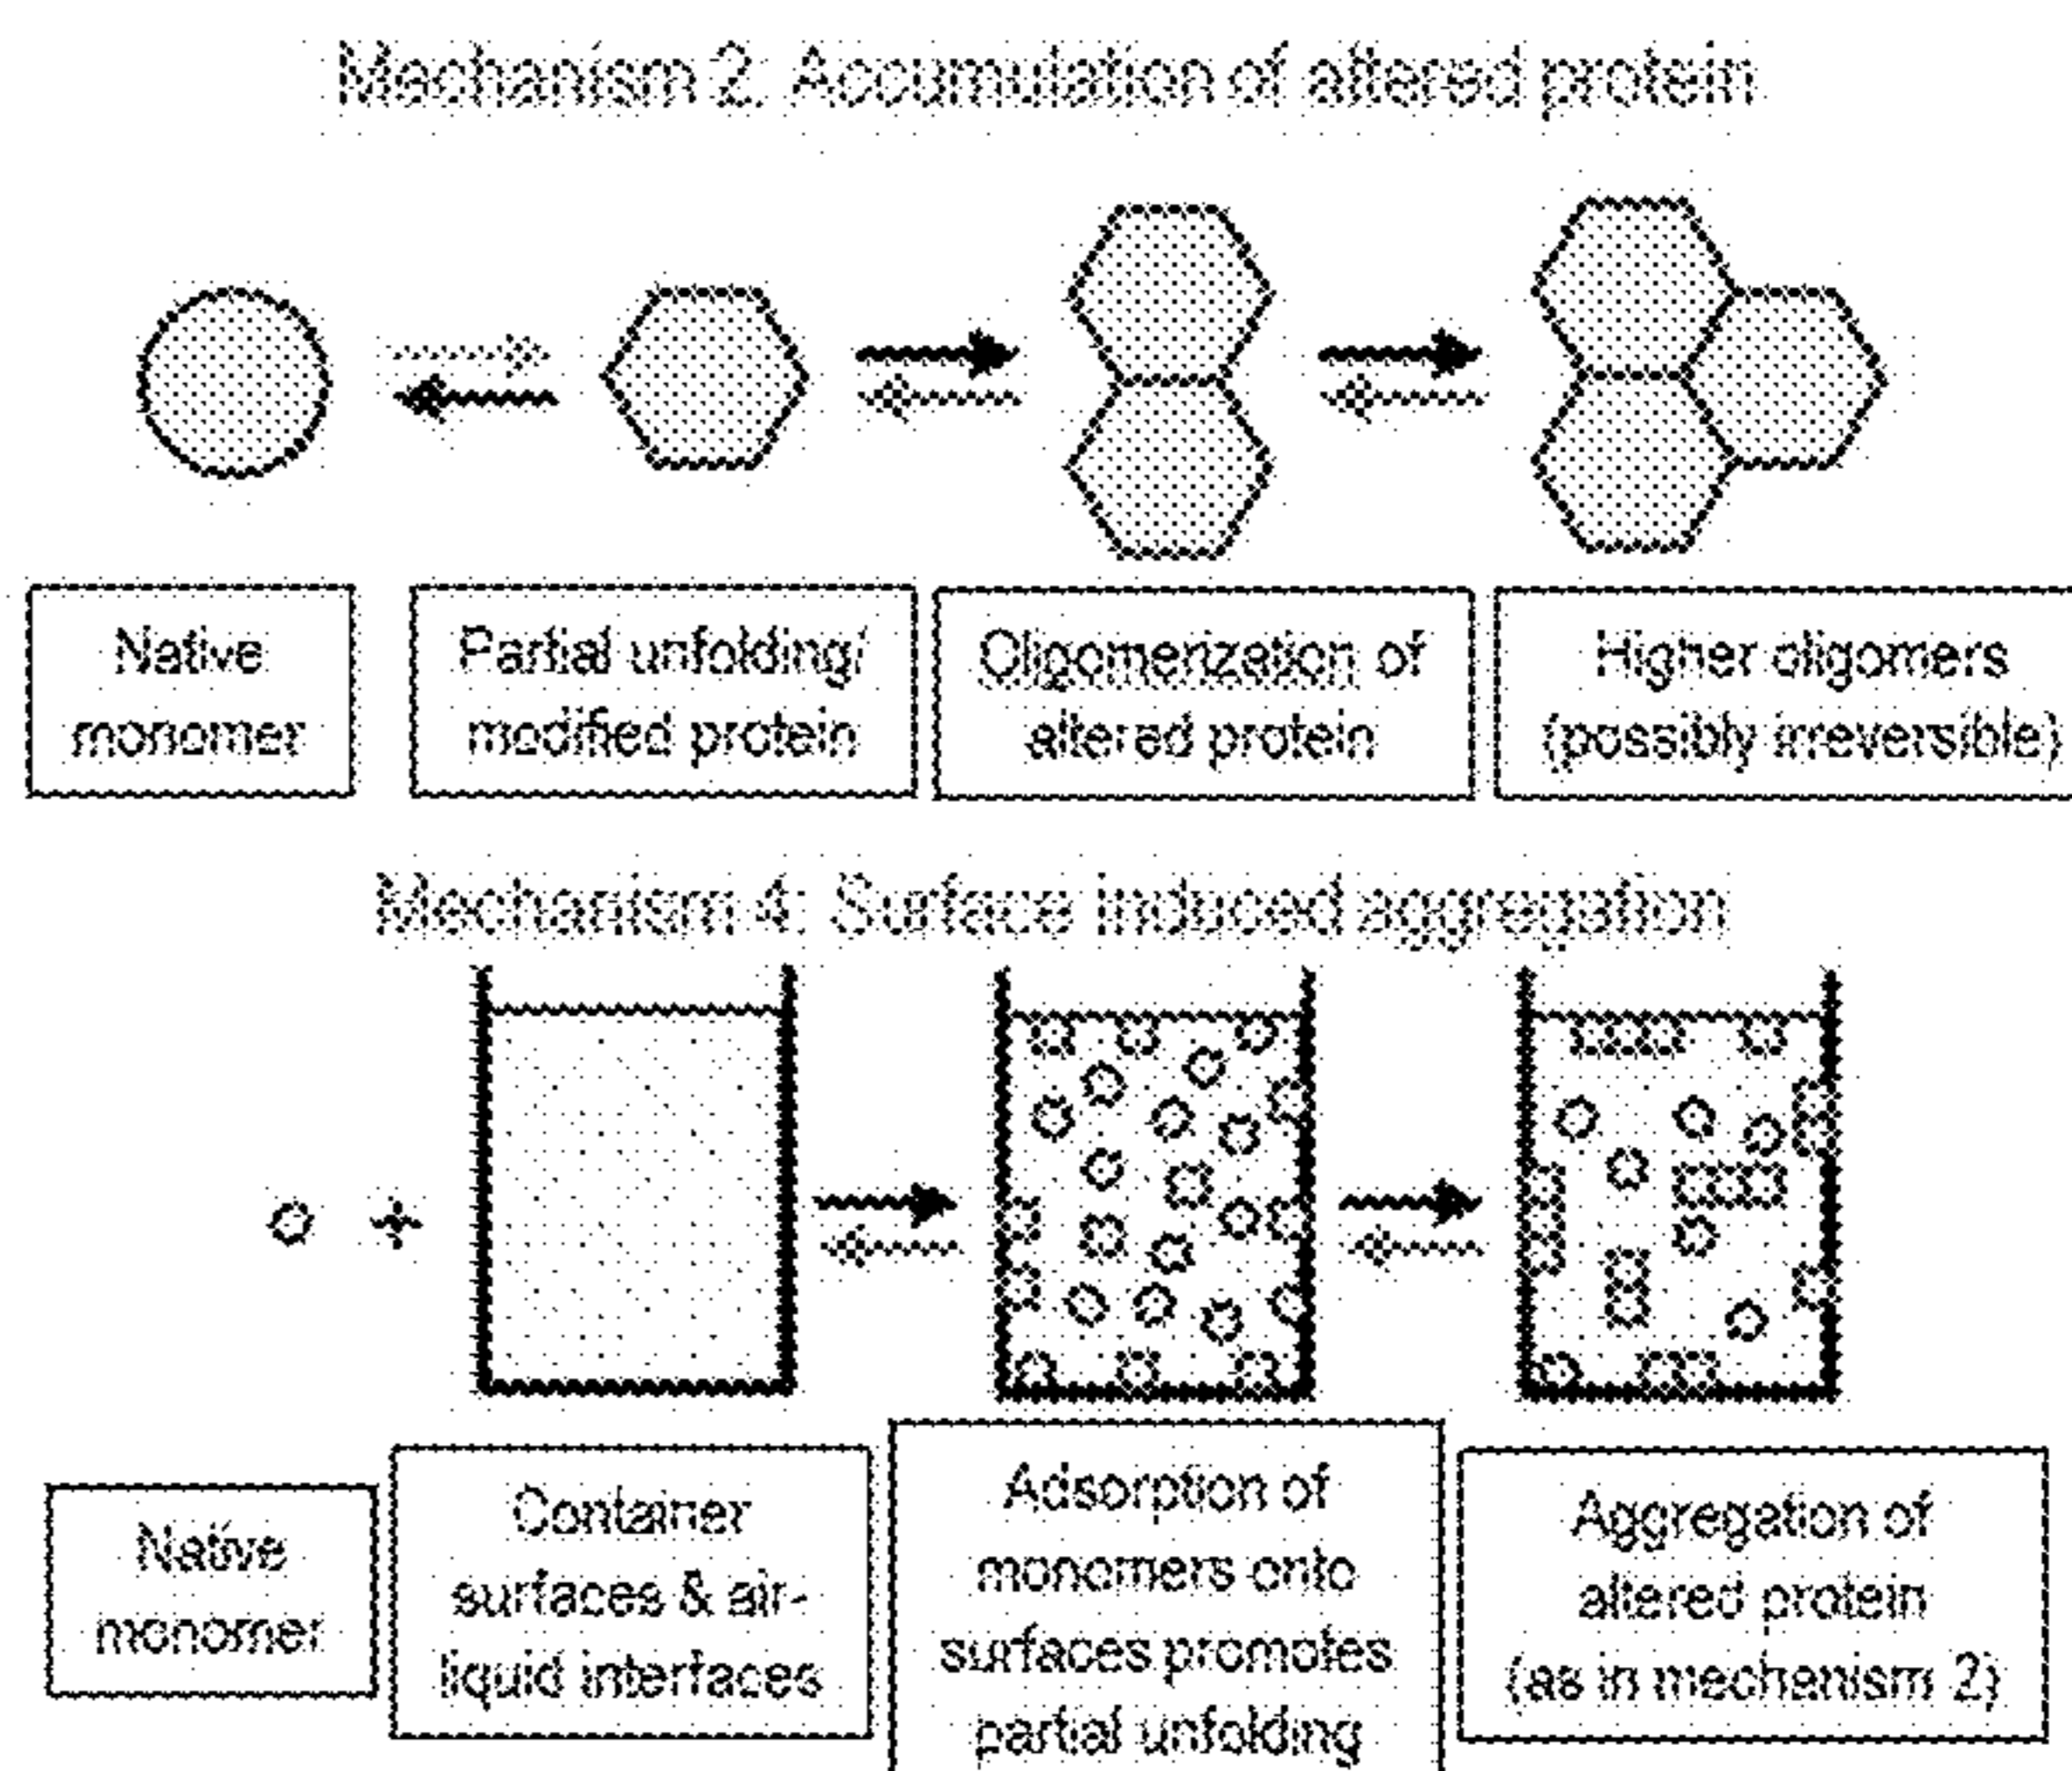 Mechanism 2: Accumulation of altered protein
Native
monomer
Partial unfolding/
modified protein
Oligomerization of
altered protein
Higher oligomers
(possibly irreversible)
Mechanism 4: Surface induced aggregation
+
Native
monomer
Container
surfaces & air-
liquid interfaces
Adsorption of
monomers onto
surfaces promotes
partial unfolding
Aggregation of
altered protein
(as in mechanism 2)